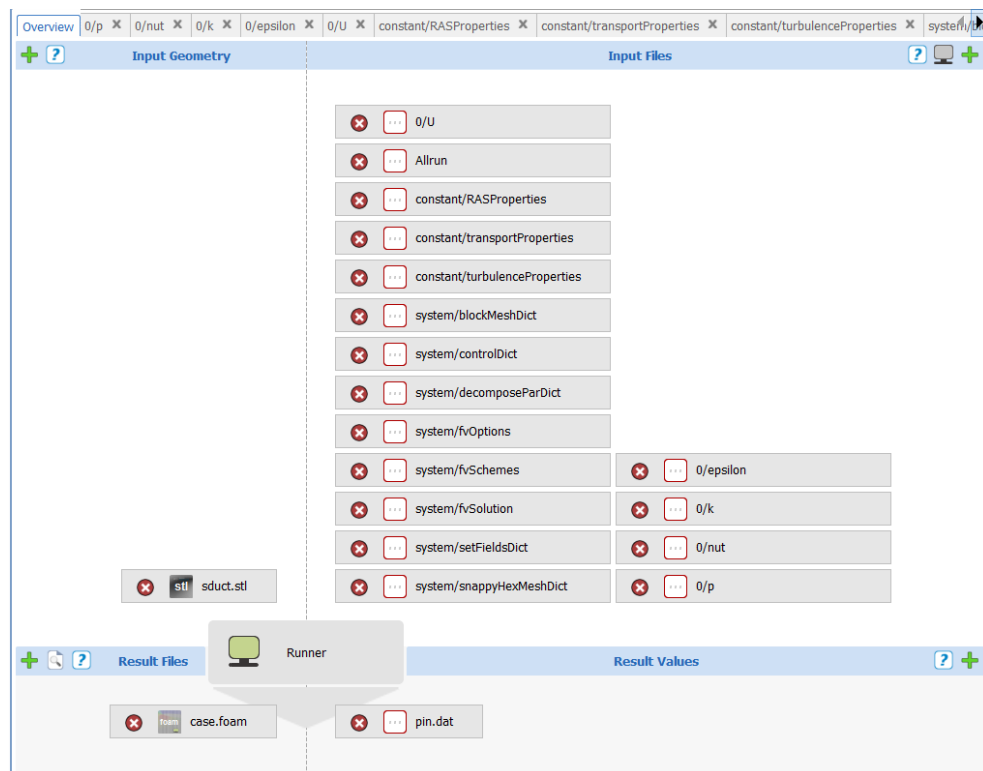 Overview 0/p 0/nut 0/k 0/epsilon 0/U constant/RASProperties constant/transportProperties constant/turbulenceProperties
? Input Geometry Input Files ?
0/U
Allrun
constant/RASProperties
constant/transportProperties
constant/turbulenceProperties
system/blockMeshDict
system/controlDict
system/decomposeParDict
system/fvOptions
system/fvSchemes 0/epsilon
system/fvSolution 0/k
system/setFieldsDict 0/nut
stl sduct.stl system/snappyHexMeshDict 0/p
Runner
? Result Files Result Values ?
foam case.foam pin.dat